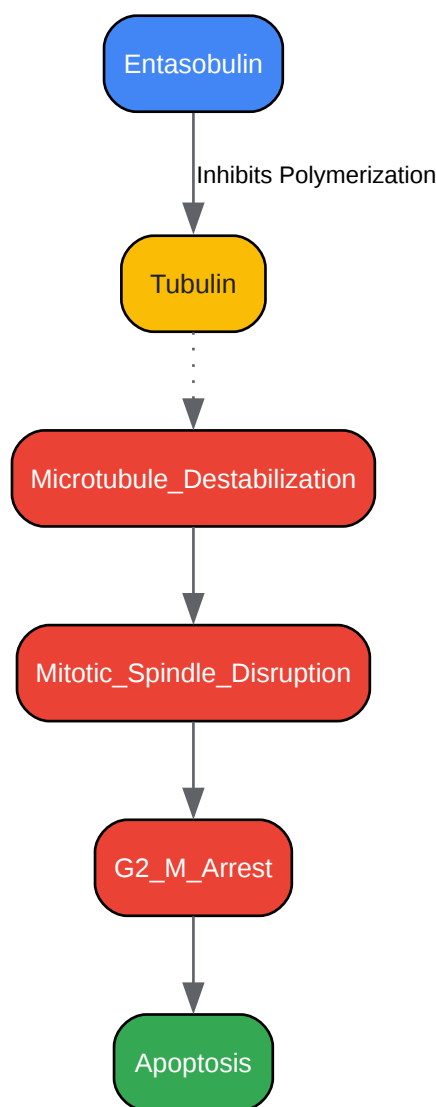 Entasobulin
Inhibits Polymerization
Tubulin
Microtubule_Destabilization
Mitotic_Spindle_Disruption
G2_M_Arrest
Apoptosis